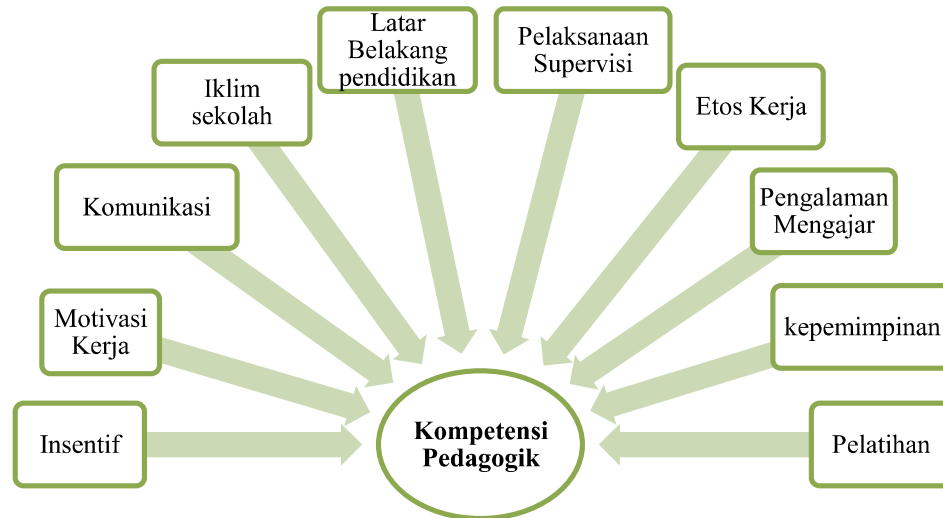 Latar
Belakang
pendidikan
Pelaksanaan
Supervisi
Iklim
sekolah
Etos Kerja
Komunikasi
Pengalaman
Mengajar
Motivasi
Kerja
kepemimpinan
Insentif
Kompetensi
Pedagogik
Pelatihan